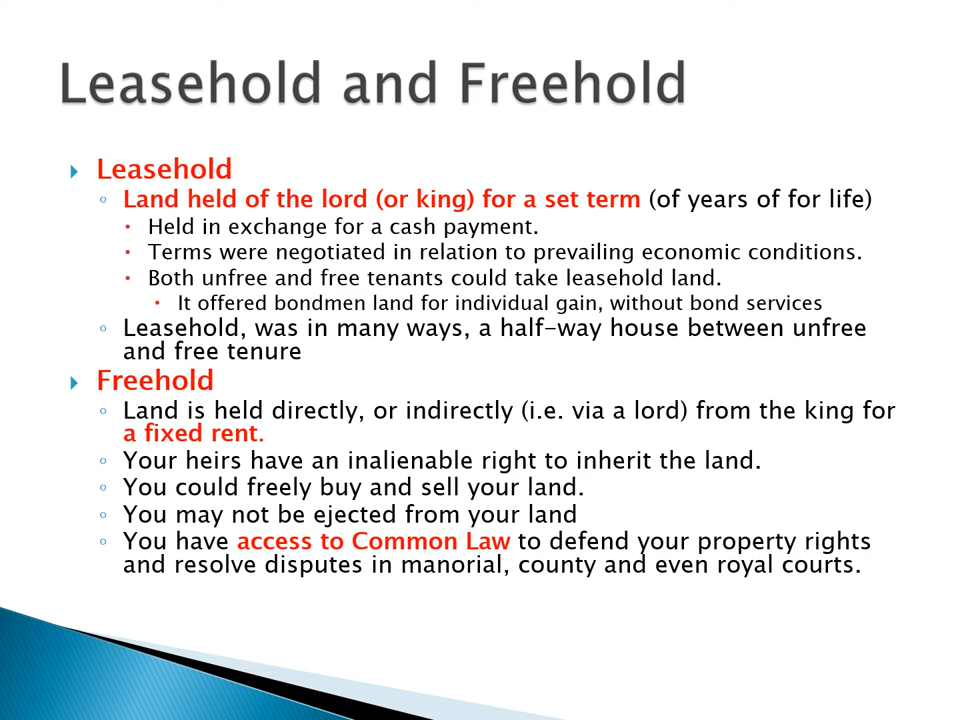 Leasehold and Freehold
Leasehold
Land held of the lord (or king) for a set term (of years of for life)
Held in exchange for a cash payment.
Terms were negotiated in relation to prevailing economic conditions.
Both unfree and free tenants could take leasehold land.
It offered bondmen land for individual gain, without bond services
Leasehold, was in many ways, a half-way house between unfree
and free tenure
Freehold
Land is held directly, or indirectly (i.e. via a lord) from the king for
a fixed rent.
Your heirs have an inalienable right to inherit the land.
You could freely buy and sell your land.
You may not be ejected from your land
You have access to Common Law to defend your property rights
and resolve disputes in manorial, county and even royal courts.